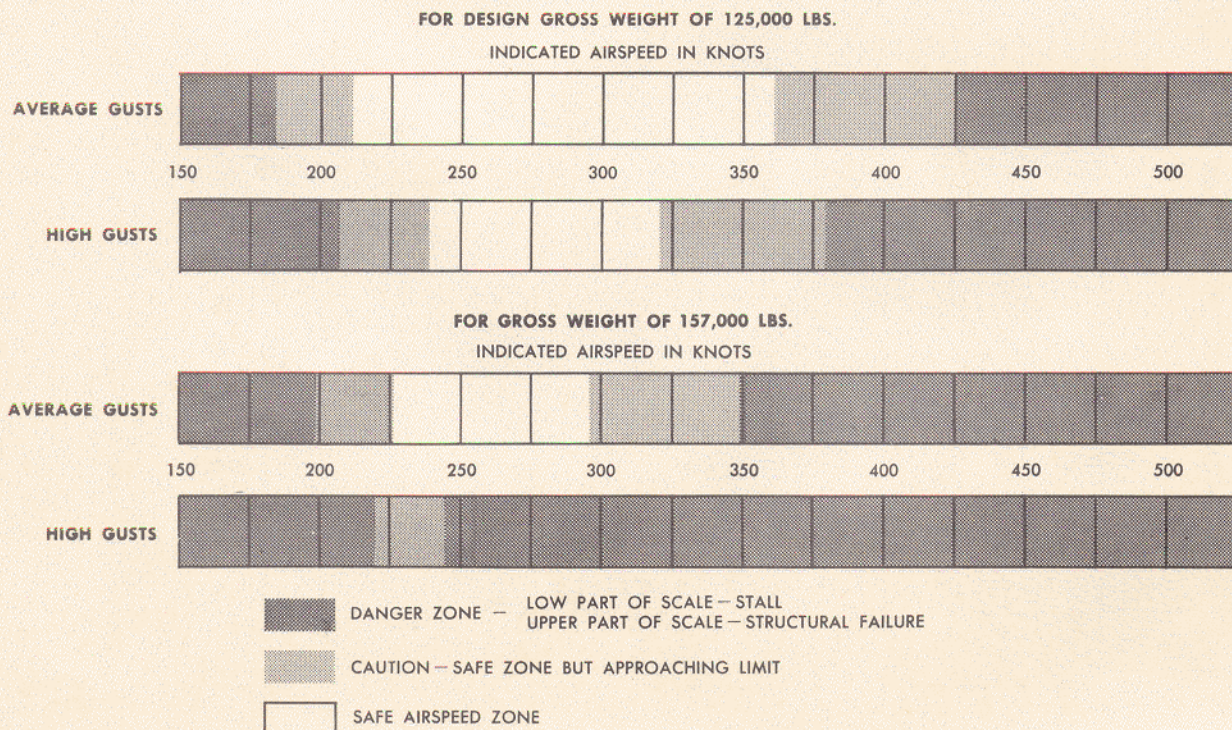 FOR DESIGN GROSS WEIGHT OF 125,000 LBS.
INDICATED AIRSPEED IN KNOTS
AVERAGE GUSTS
150 200 250 300 350 400 450 500
HIGH GUSTS
FOR GROSS WEIGHT OF 157,000 LBS.
INDICATED AIRSPEED IN KNOTS
AVERAGE GUSTS
150 200 250 300 350 400 450 500
HIGH GUSTS
DANGER ZONE — LOW PART OF SCALE — STALL
UPPER PART OF SCALE — STRUCTURAL FAILURE
CAUTION — SAFE ZONE BUT APPROACHING LIMIT
SAFE AIRSPEED ZONE